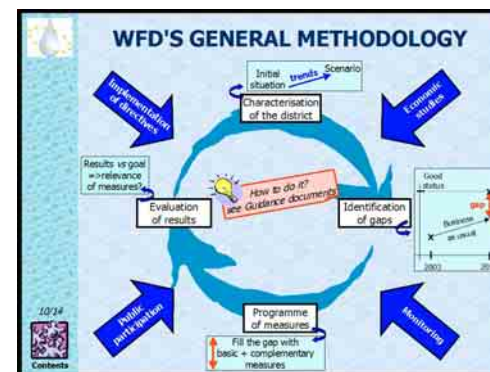 WFD'S GENERAL METHODOLOGY
Implementation
of directives
Initial
situation
trends
Scenario
Characterisation
of the district
Economic
studies
Results vs goal
=>relevance
of measures?
Evaluation
of results
How to do it?
see Guidance documents
Identification
of gaps
Good
status
gap
Business
as usual
2003
Public
participation
Programme
of measures
Fill the gap with
basic + complementary
measures
Monitoring
10/14
Contents